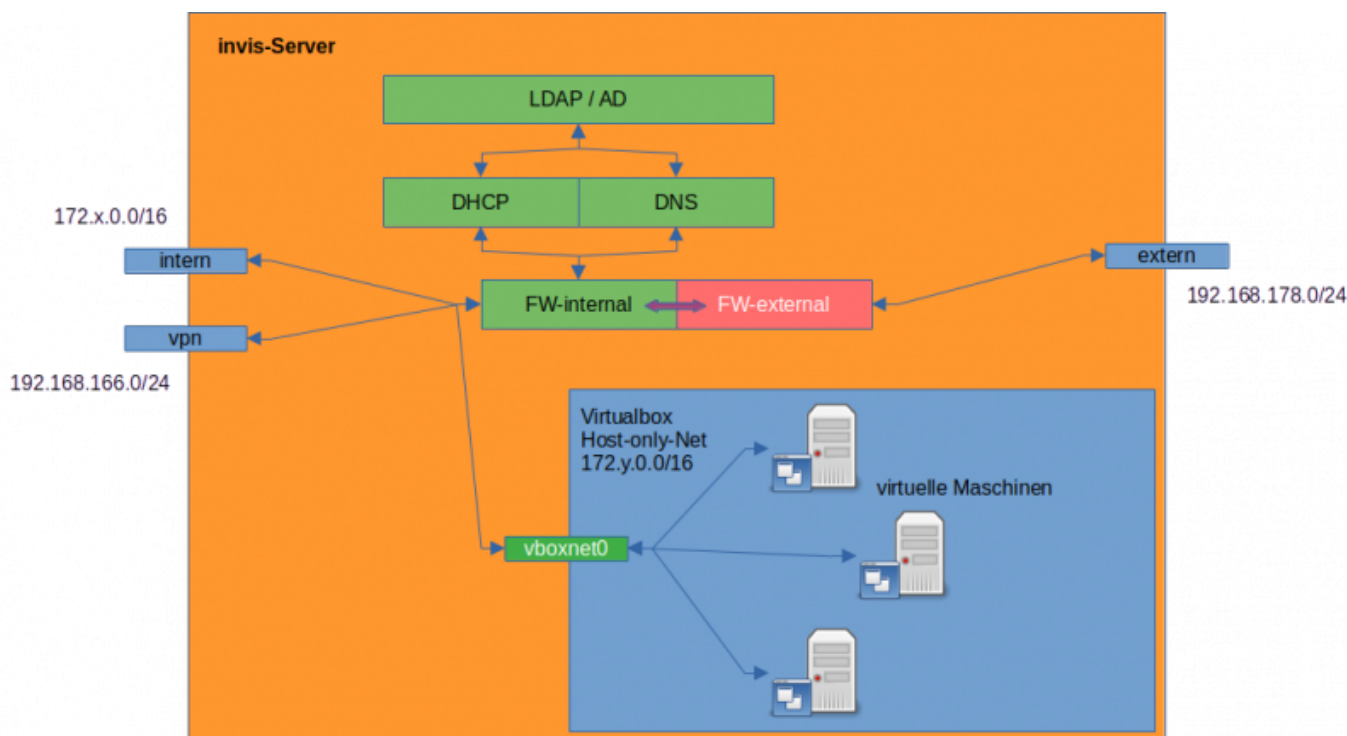 invis-Server
LDAP / AD
DHCP
DNS
172.x.0.0/16
intern
extern
192.168.178.0/24
FW-internal
FW-external
vpn
192.168.166.0/24
Virtualbox
Host-only-Net
172.y.0.0/16
virtuelle Maschinen
vboxnet0